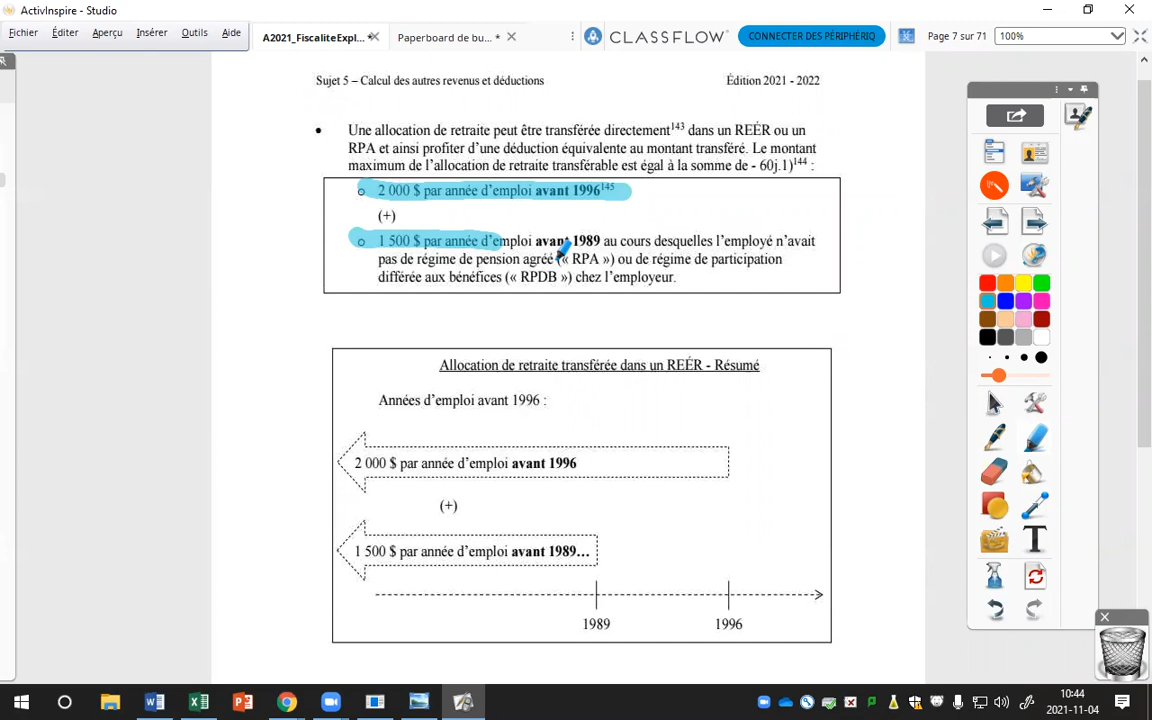 ActivInspire - Studio
Fichier Éditer Aperçu Insérer Outils Aide
A2021_FiscaliteExpl...
Paperboard de bu... *
CLASSFLOW
CONNECTER DES PÉRIPHÉRIQ
Page 7 sur 71
100%
Sujet 5 – Calcul des autres revenus et déductions
Édition 2021 - 2022
• Une allocation de retraite peut être transférée directement143 dans un REÉR ou un
RPA et ainsi profiter d'une déduction équivalente au montant transféré. Le montant
maximum de l'allocation de retraite transférable est égal à la somme de - 60j.1)144 :
o 2 000 $ par année d'emploi avant 1996145
(+)
o 1 500 $ par année d'emploi avant 1989 au cours desquelles l'employé n'avait
pas de régime de pension agréé (« RPA ») ou de régime de participation
différée aux bénéfices (« RPDB ») chez l'employeur.
Allocation de retraite transférée dans un REÉR - Résumé
Années d'emploi avant 1996 :
2 000 $ par année d'emploi avant 1996
(+)
1 500 $ par année d'emploi avant 1989...
1989
1996
10:44
2021-11-04